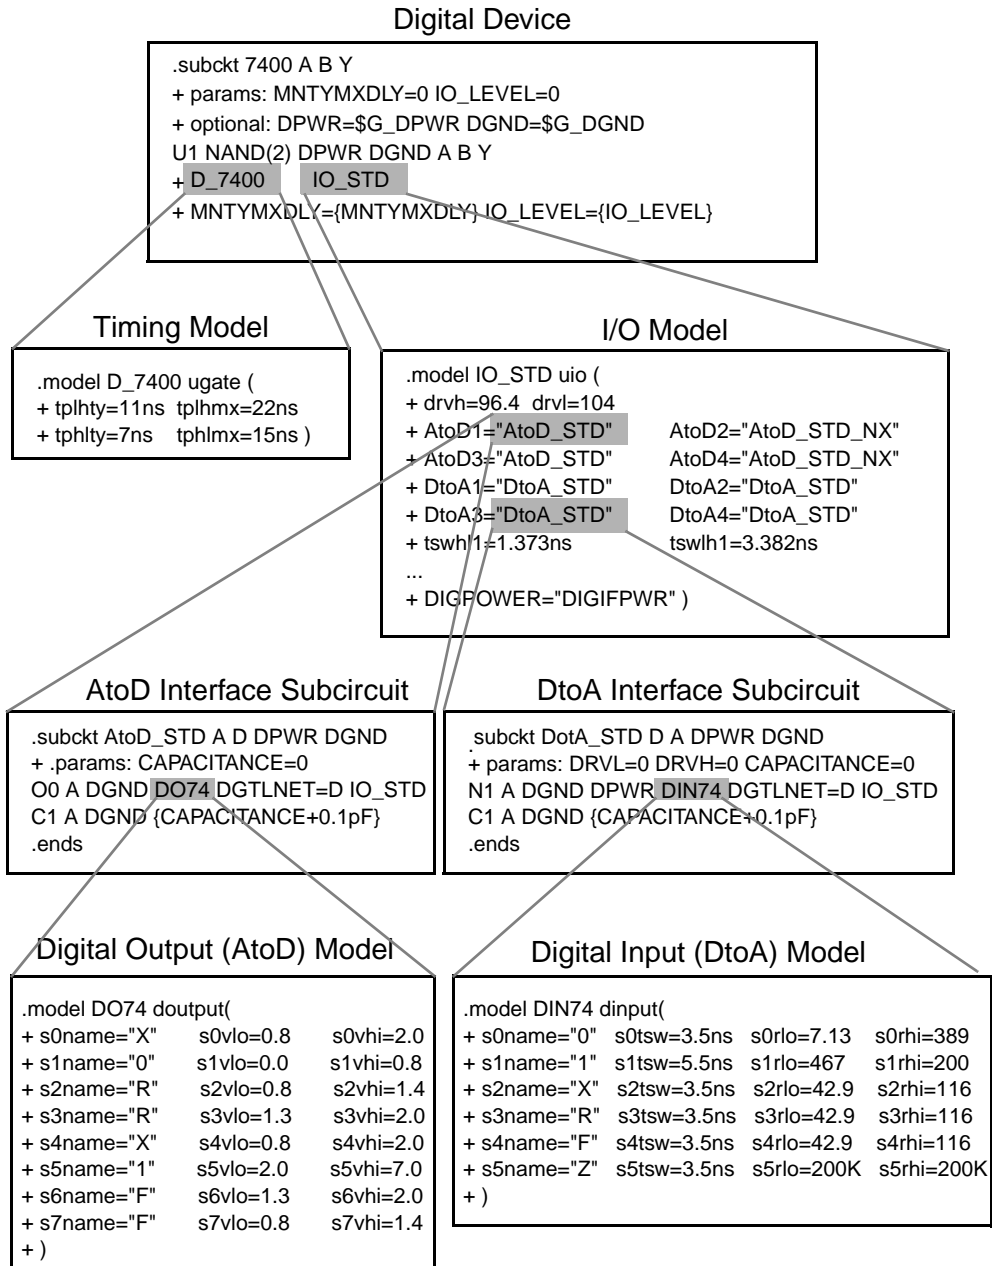 Digital Device
.subckt 7400 A B Y
+ params: MNTYMXDLY=0 IO_LEVEL=0
+ optional: DPWR=$G_DPWR DGND=$G_DGND
U1 NAND(2) DPWR DGND A B Y
+ D_7400 IO_STD
+ MNTYMXDLY={MNTYMXDLY} IO_LEVEL={IO_LEVEL}
Timing Model
.model D_7400 ugate (
+ tplhty=11ns tplhmx=22ns
+ tphlty=7ns tphlmx=15ns )
I/O Model
.model IO_STD uio (
+ drvh=96.4 drvl=104
+ AtoD1="AtoD_STD" AtoD2="AtoD_STD_NX"
+ AtoD3="AtoD_STD" AtoD4="AtoD_STD_NX"
+ DtoA1="DtoA_STD" DtoA2="DtoA_STD"
+ DtoA3="DtoA_STD" DtoA4="DtoA_STD"
+ tswhl1=1.373ns tswlh1=3.382ns
...
+ DIGPOWER="DIGIFPWR" )
AtoD Interface Subcircuit
.subckt AtoD_STD A D DPWR DGND
+ .params: CAPACITANCE=0
O0 A DGND DO74 DGTLNET=D IO_STD
C1 A DGND {CAPACITANCE+0.1pF}
.ends
DtoA Interface Subcircuit
.subckt DotA_STD D A DPWR DGND
+ params: DRVL=0 DRVH=0 CAPACITANCE=0
N1 A DGND DPWR DIN74 DGTLNET=D IO_STD
C1 A DGND {CAPACITANCE+0.1pF}
.ends
Digital Output (AtoD) Model
.model DO74 doutput(
+ s0name="X" s0vlo=0.8 s0vhi=2.0
+ s1name="0" s1vlo=0.0 s1vhi=0.8
+ s2name="R" s2vlo=0.8 s2vhi=1.4
+ s3name="R" s3vlo=1.3 s3vhi=2.0
+ s4name="X" s4vlo=0.8 s4vhi=2.0
+ s5name="1" s5vlo=2.0 s5vhi=7.0
+ s6name="F" s6vlo=1.3 s6vhi=2.0
+ s7name="F" s7vlo=0.8 s7vhi=1.4
+ )
Digital Input (DtoA) Model
.model DIN74 dinput(
+ s0name="0" s0tsw=3.5ns s0rlo=7.13 s0rhi=389
+ s1name="1" s1tsw=5.5ns s1rlo=467 s1rhi=200
+ s2name="X" s2tsw=3.5ns s2rlo=42.9 s2rhi=116
+ s3name="R" s3tsw=3.5ns s3rlo=42.9 s3rhi=116
+ s4name="F" s4tsw=3.5ns s4rlo=42.9 s4rhi=116
+ s5name="Z" s5tsw=3.5ns s5rlo=200K s5rhi=200K
+ )